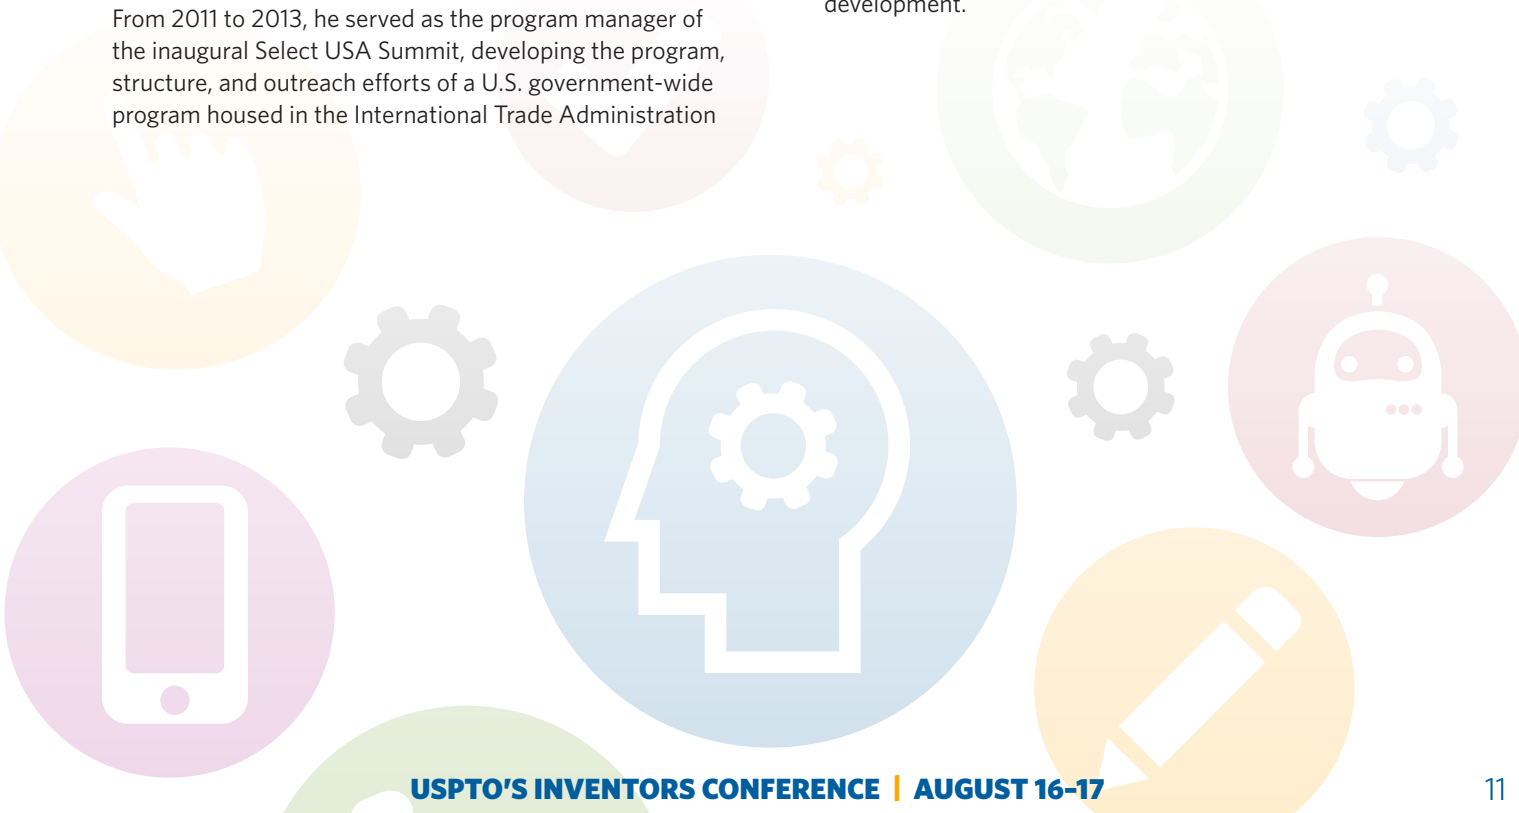 From 2011 to 2013, he served as the program manager of
the inaugural Select USA Summit, developing the program,
structure, and outreach efforts of a U.S. government-wide
program housed in the International Trade Administration
development.
USPTO'S INVENTORS CONFERENCE | AUGUST 16-17
11